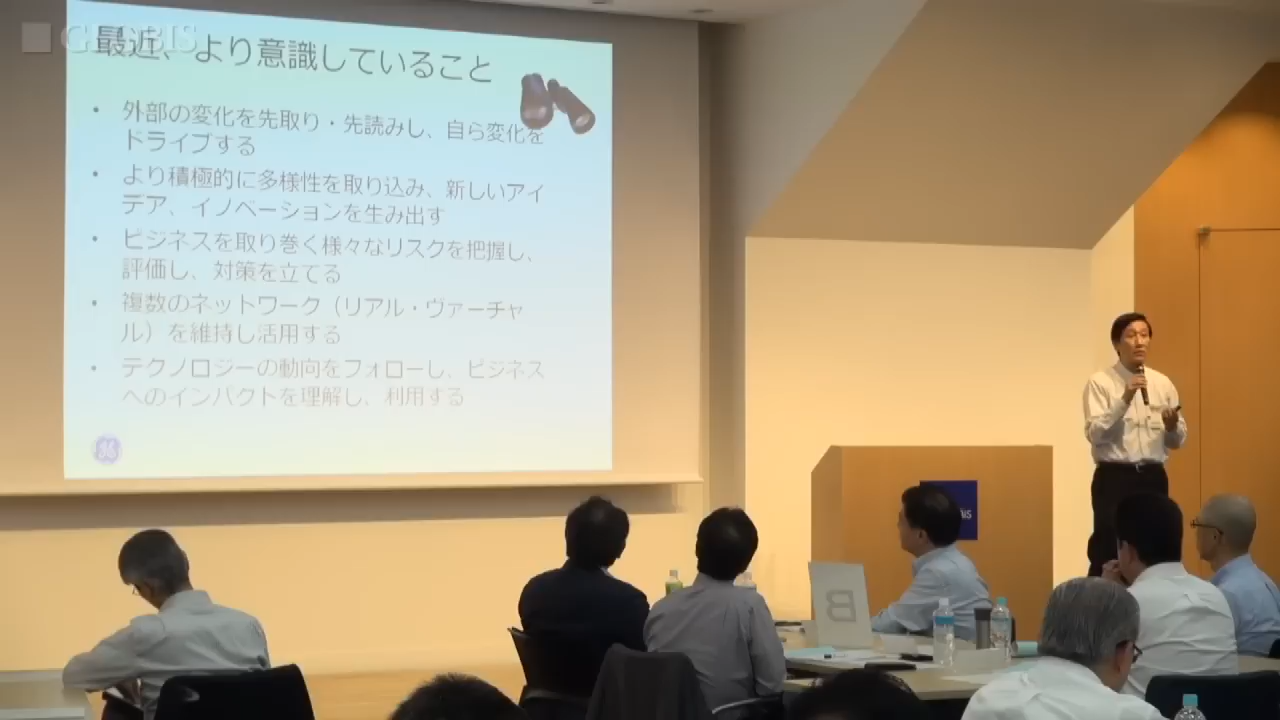 GLOBIS
最近、より意識していること
• 外部の変化を先取り・先読みし、自ら変化を
ドライブする
• より積極的に多様性を取り込み、新しいアイ
デア、イノベーションを生み出す
• ビジネスを取り巻く様々なリスクを把握し、
評価し、対策を立てる
• 複数のネットワーク（リアル・ヴァーチャ
ル）を維持し活用する
• テクノロジーの動向をフォローし、ビジネス
へのインパクトを理解し、利用する
B